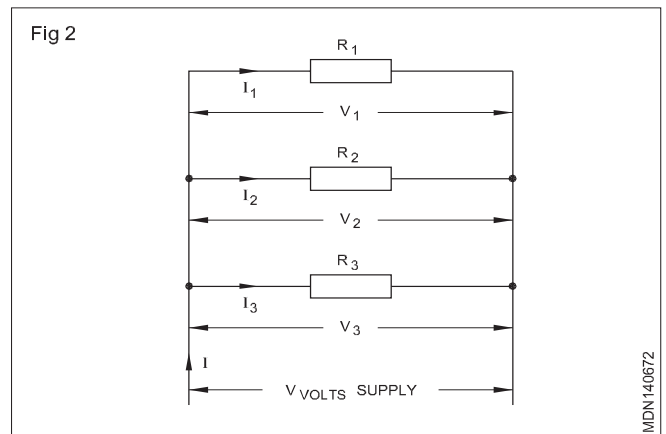 Fig 2
R1
I1
V1
R2
I2
V2
R3
I3
V3
I
V VOLTS SUPPLY
MDN140672